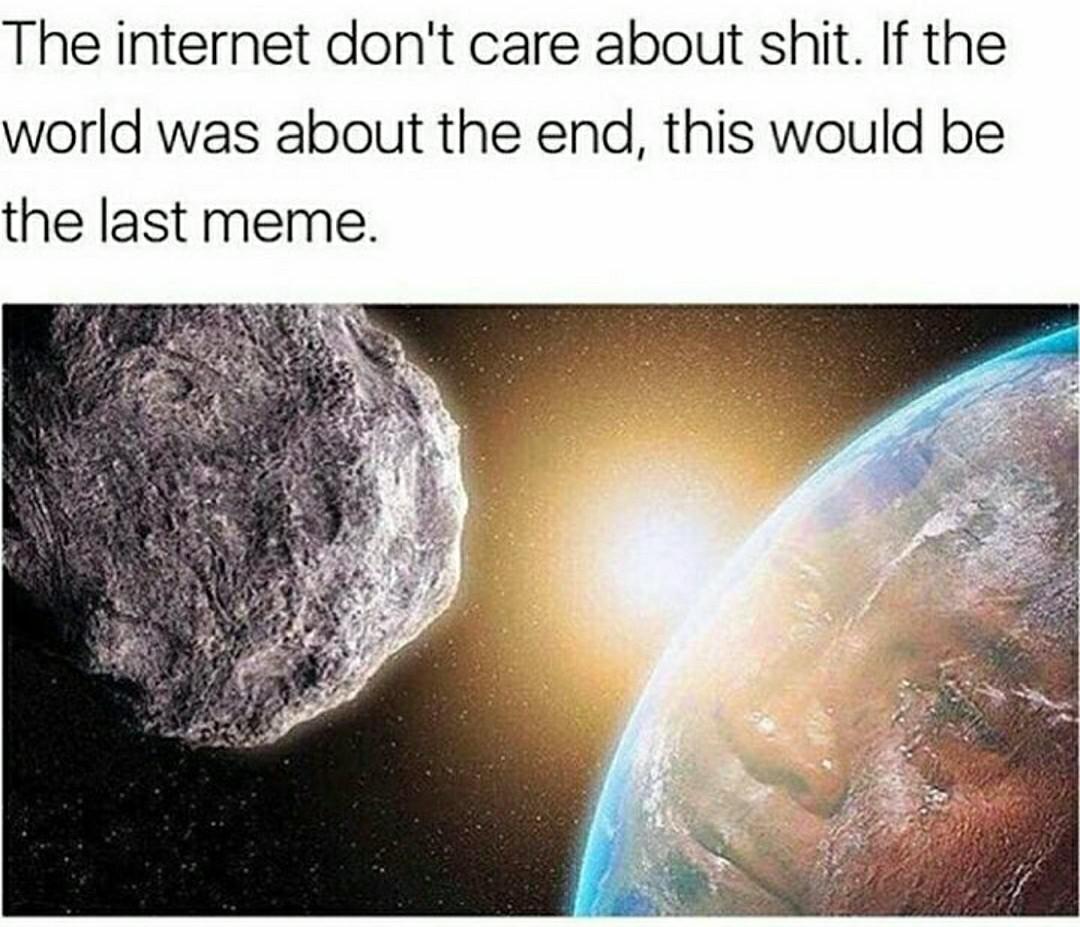 The internet don't care about shit. If the
world was about the end, this would be
the last meme.